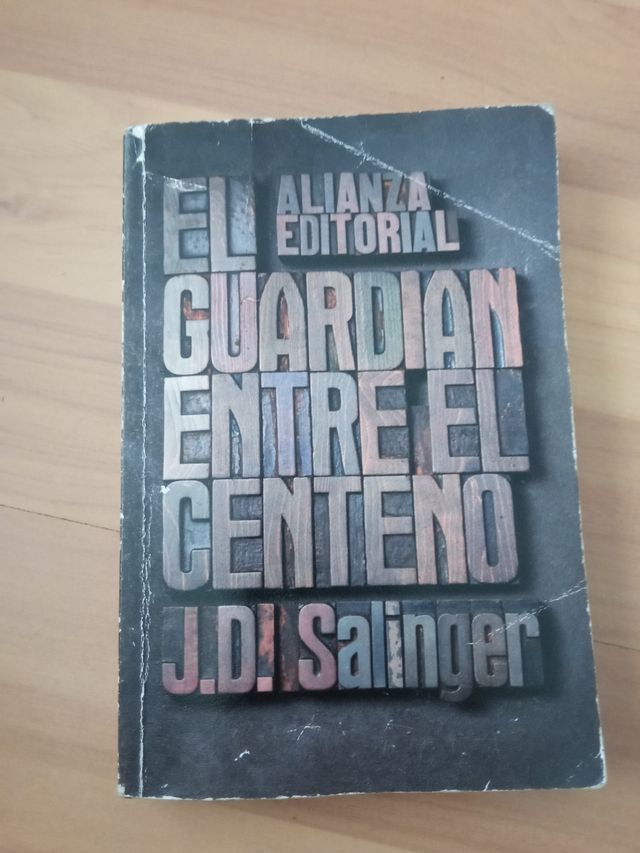 EL
ALIANZA
EDITORIAL
GUARDIAN
ENTRE EL
CENTENO
J.D. Salinger